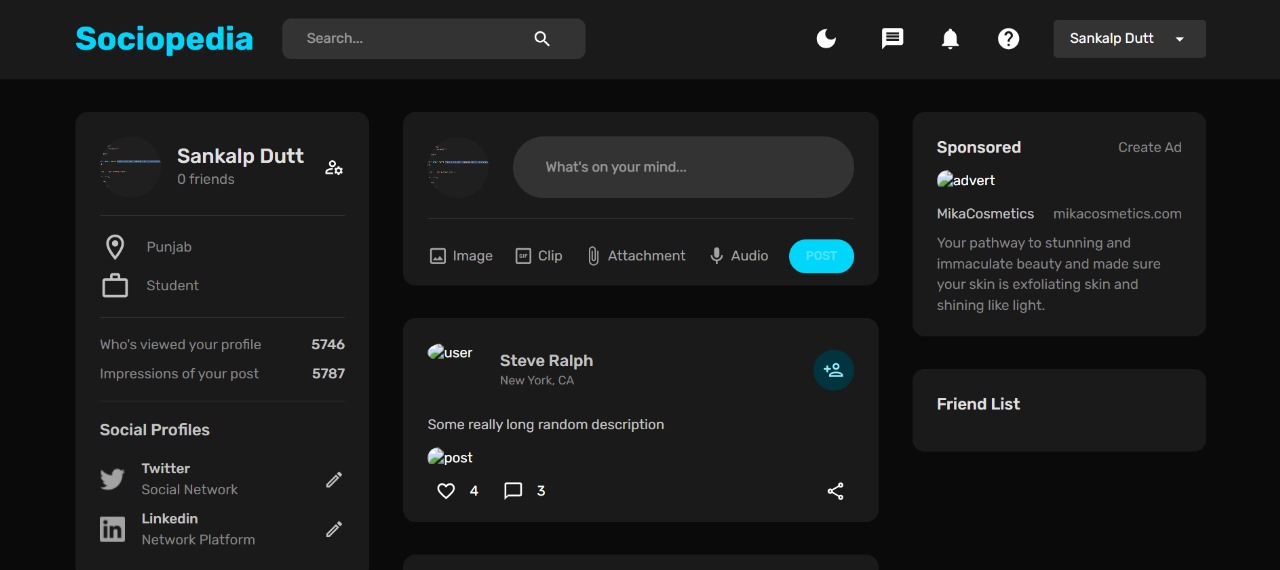 Sociopedia
Search...
Sankalp Dutt
Sankalp Dutt
0 friends
Punjab
Student
Who's viewed your profile 5746
Impressions of your post 5787
Social Profiles
Twitter
Social Network
Linkedin
Network Platform
What's on your mind...
Image
GIF
Clip
Attachment
Audio
POST
user
Steve Ralph
New York, CA
Some really long random description
post
4
3
Sponsored
Create Ad
advert
MikaCosmetics
mikacosmetics.com
Your pathway to stunning and
immaculate beauty and made sure
your skin is exfoliating skin and
shining like light.
Friend List